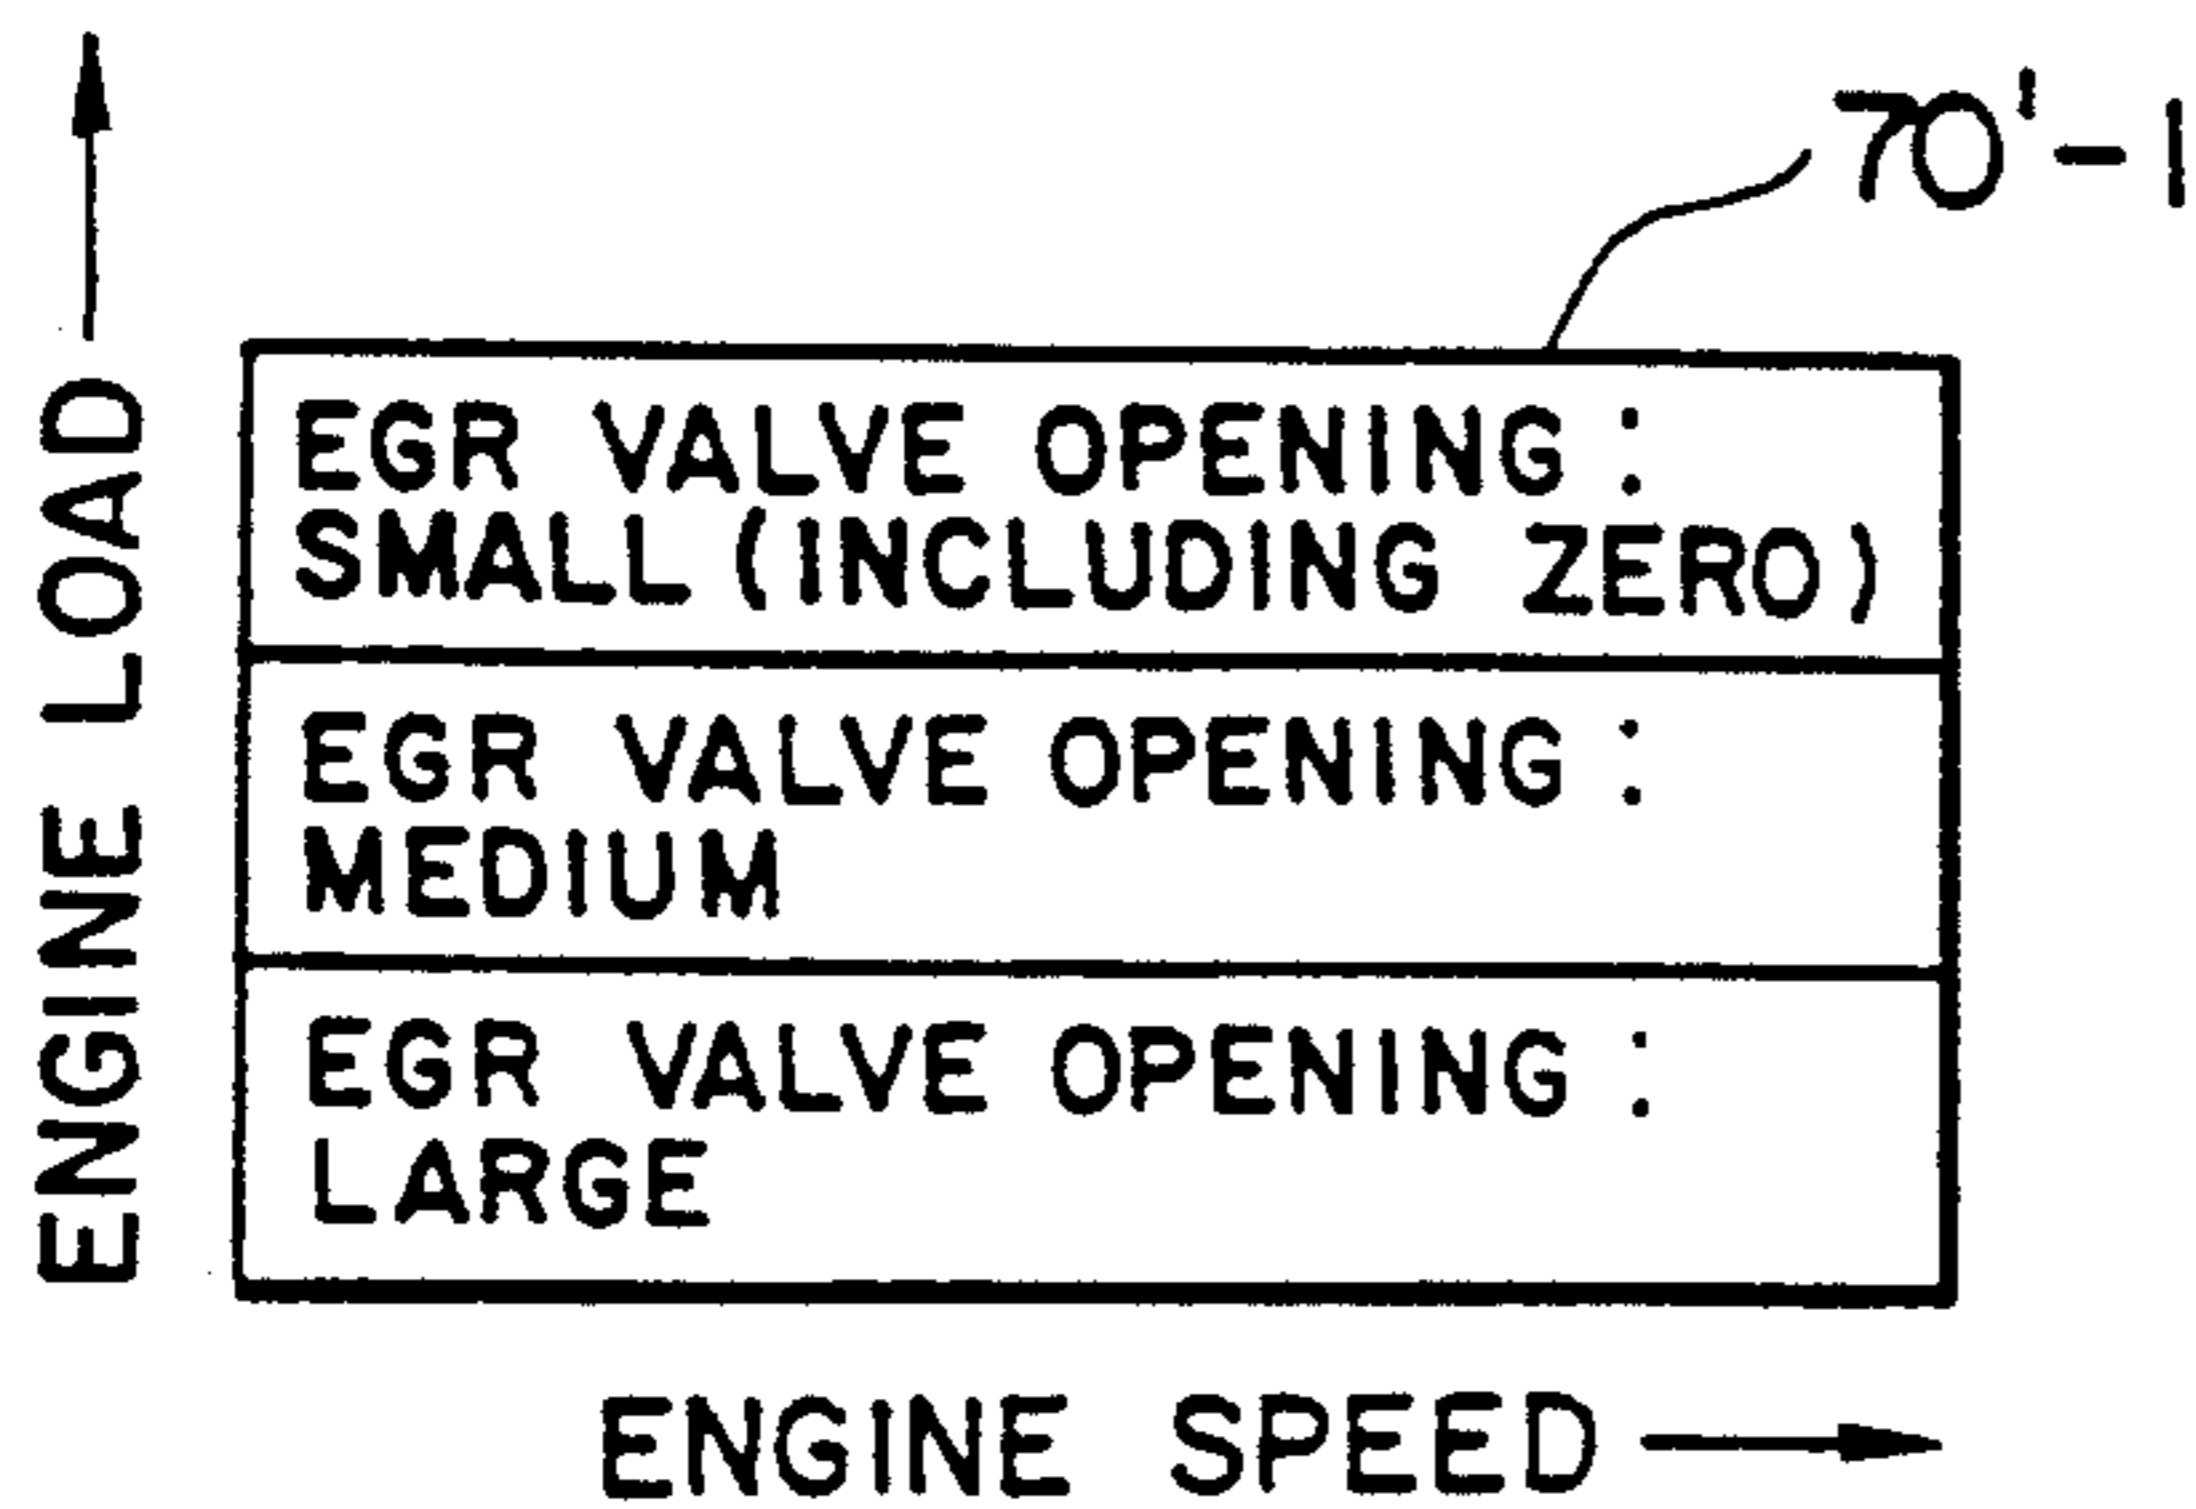 70'-1
ENGINE LOAD
EGR VALVE OPENING:
SMALL (INCLUDING ZERO)
EGR VALVE OPENING:
MEDIUM
EGR VALVE OPENING:
LARGE
ENGINE SPEED